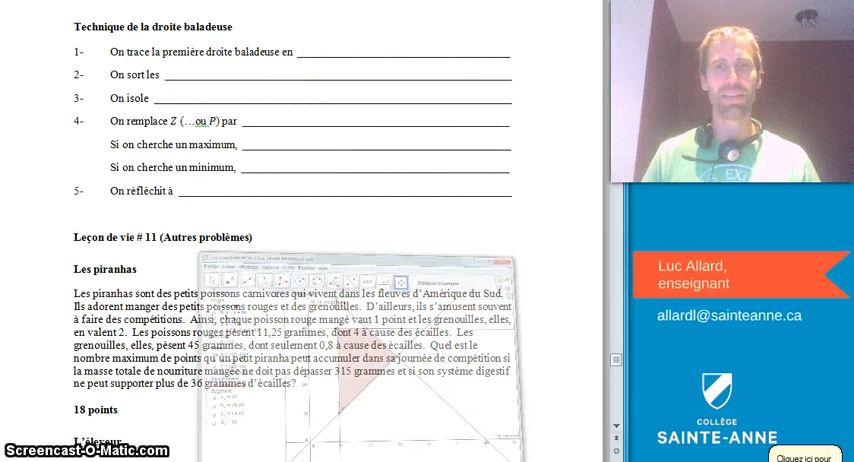 Technique de la droite baladeuse
1- On trace la première droite baladeuse en
2- On sort les
3- On isole
4- On remplace Z (…ou P) par
Si on cherche un maximum,
Si on cherche un minimum,
5- On réfléchit à
Leçon de vie # 11 (Autres problèmes)
Les piranhas
Les piranhas sont des petits poissons carnivores qui vivent dans les fleuves d'Amérique du Sud.
Ils adorent manger des petits poissons rouges et des grenouilles. D'ailleurs, ils s'amusent souvent
à faire des compétitions. Ainsi, chaque poisson rouge mangé vaut 1 point et les grenouilles, elles,
en valent 2. Les poissons rouges pèsent 11,25 grammes, dont 4 à cause des écailles. Les
grenouilles, elles, pèsent 45 grammes, dont seulement 0,8 à cause des écailles. Quel est le
nombre maximum de points qu'un petit piranha peut accumuler dans sa journée de compétition si
la masse totale de nourriture mangée ne doit pas dépasser 315 grammes et si son système digestif
ne peut supporter plus de 36 grammes d'écailles?
18 points
L'éleveur
Luc Allard,
enseignant
allardl@sainteanne.ca
COLLÈGE
SAINTE-ANNE
Cliquez ici pour
Screencast-O-Matic.com